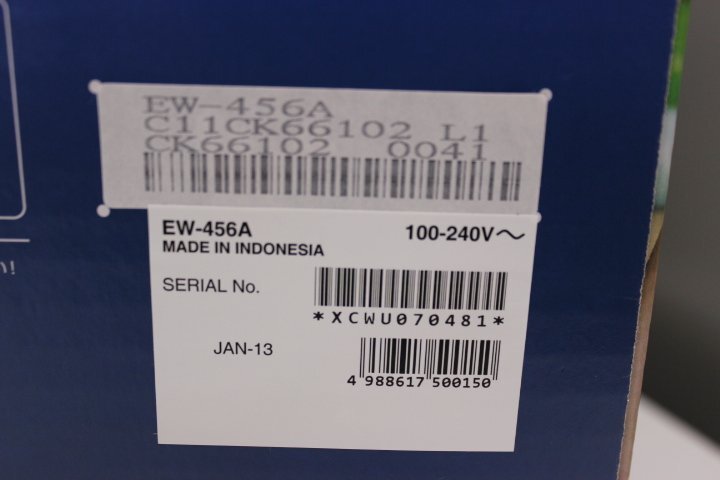 EW-456A
C11CK66102 L1
CK66102 0041
EW-456A 100-240V～
MADE IN INDONESIA
SERIAL No.
*XCWU070481*
JAN-13
4 988617 500150